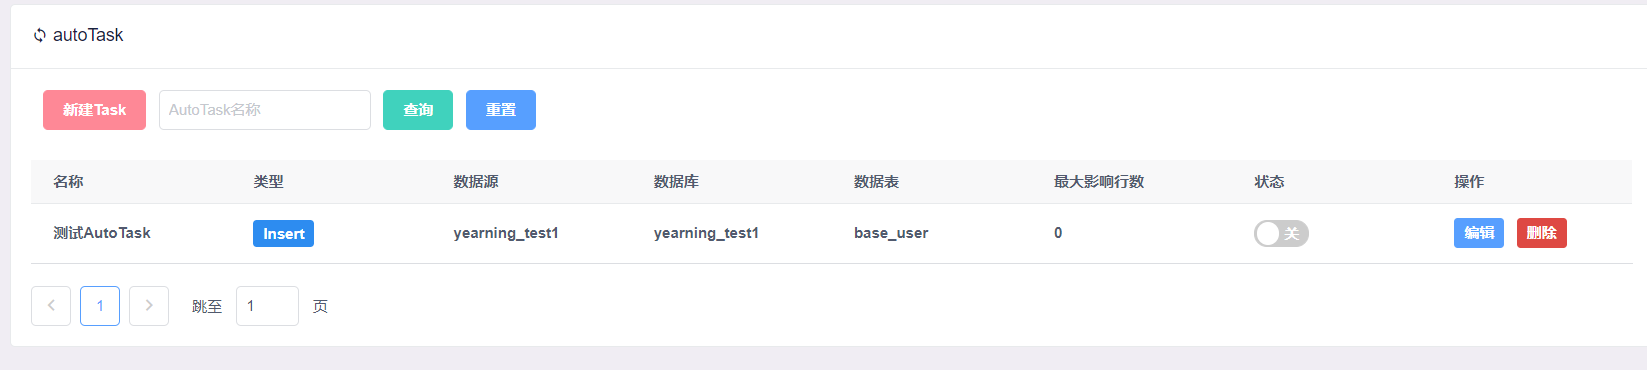 autoTask
新建Task AutoTask名称 查询 重置
名称 类型 数据源 数据库 数据表 最大影响行数 状态 操作
测试AutoTask Insert yearning_test1 yearning_test1 base_user 0 关 编辑 删除
1 跳至 1 页